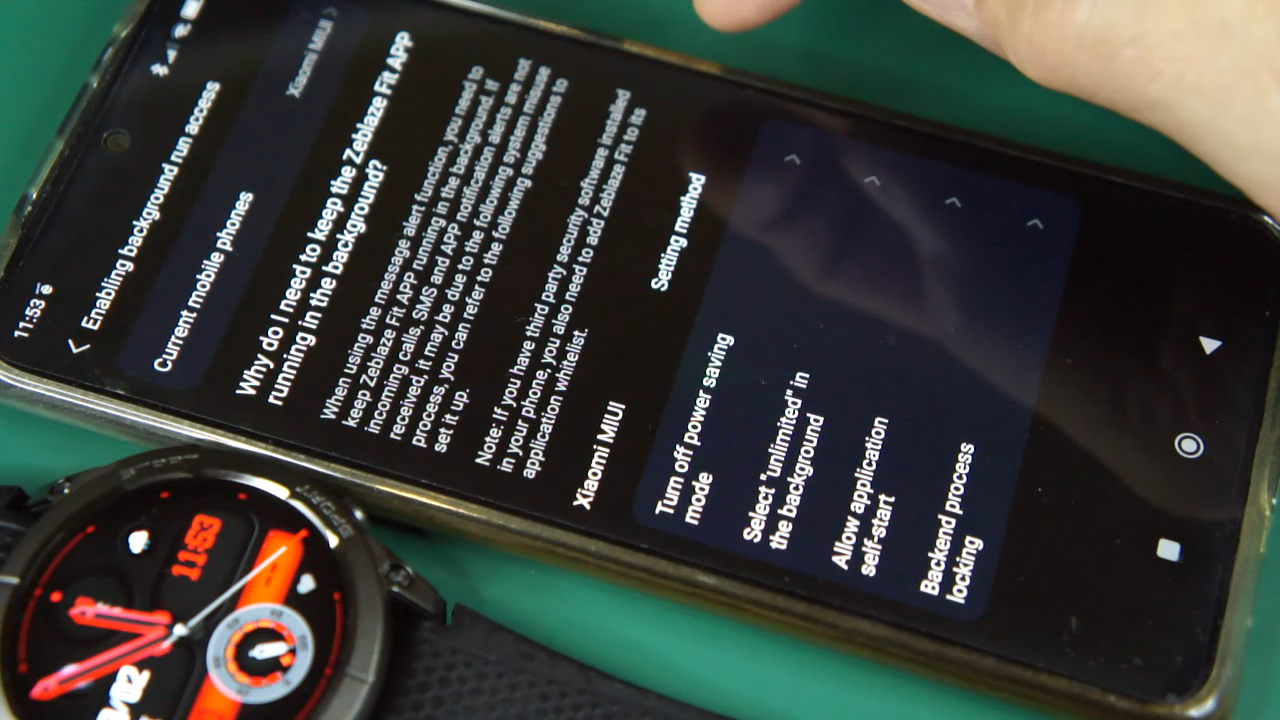 11:53
Enabling background run access
Current mobile phones
Xiaomi MIUI
Why do I need to keep the Zeblaze Fit APP
running in the background?
When using the message alert function, you need to
keep Zeblaze Fit APP running in the background. If
incoming calls, SMS and APP notification alerts are not
received, it may be due to the following system misuse
process, you can refer to the following suggestions to
set it up.
Note: If you have third party security software installed
in your phone, you also need to add Zeblaze Fit to its
application whitelist.
Xiaomi MIUI
Setting method
Turn off power saving
mode
Select "unlimited" in
the background
Allow application
self-start
Backend process
locking
SPORT
11:53